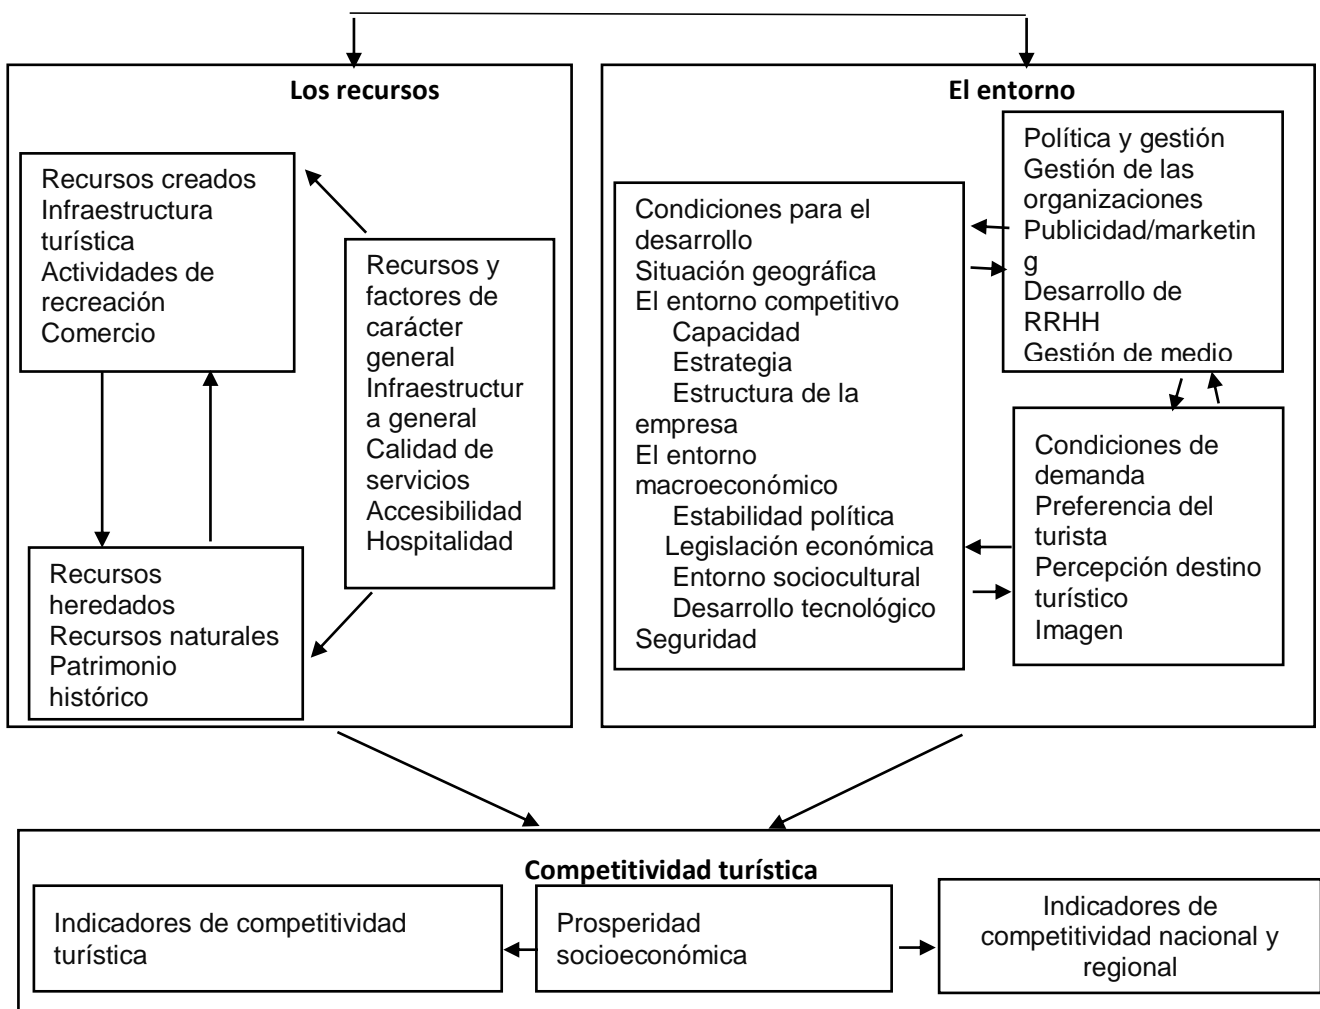 Los recursos
Recursos creados
Infraestructura
turística
Actividades de
recreación
Comercio
Recursos y
factores de
carácter
general
Infraestructur
a general
Calidad de
servicios
Accesibilidad
Hospitalidad
Recursos
heredados
Recursos naturales
Patrimonio
histórico
El entorno
Condiciones para el
desarrollo
Situación geográfica
El entorno competitivo
Capacidad
Estrategia
Estructura de la
empresa
El entorno
macroeconómico
Estabilidad política
Legislación económica
Entorno sociocultural
Desarrollo tecnológico
Seguridad
Política y gestión
Gestión de las
organizaciones
Publicidad/marketin
g
Desarrollo de
RRHH
Gestión de medio
Condiciones de
demanda
Preferencia del
turista
Percepción destino
turístico
Imagen
Competitividad turística
Indicadores de competitividad
turística
Prosperidad
socioeconómica
Indicadores de
competitividad nacional y
regional